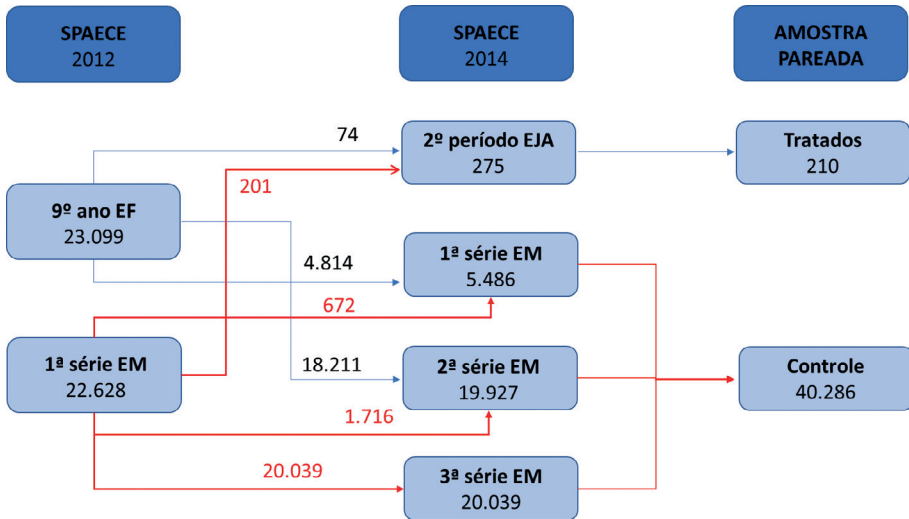 SPAECE
2012
SPAECE
2014
AMOSTRA
PAREADA
74
2º período EJA
275
Tratados
210
201
9º ano EF
23.099
4.814
1ª série EM
5.486
672
1ª série EM
22.628
18.211
2ª série EM
19.927
Controle
40.286
1.716
20.039
3ª série EM
20.039